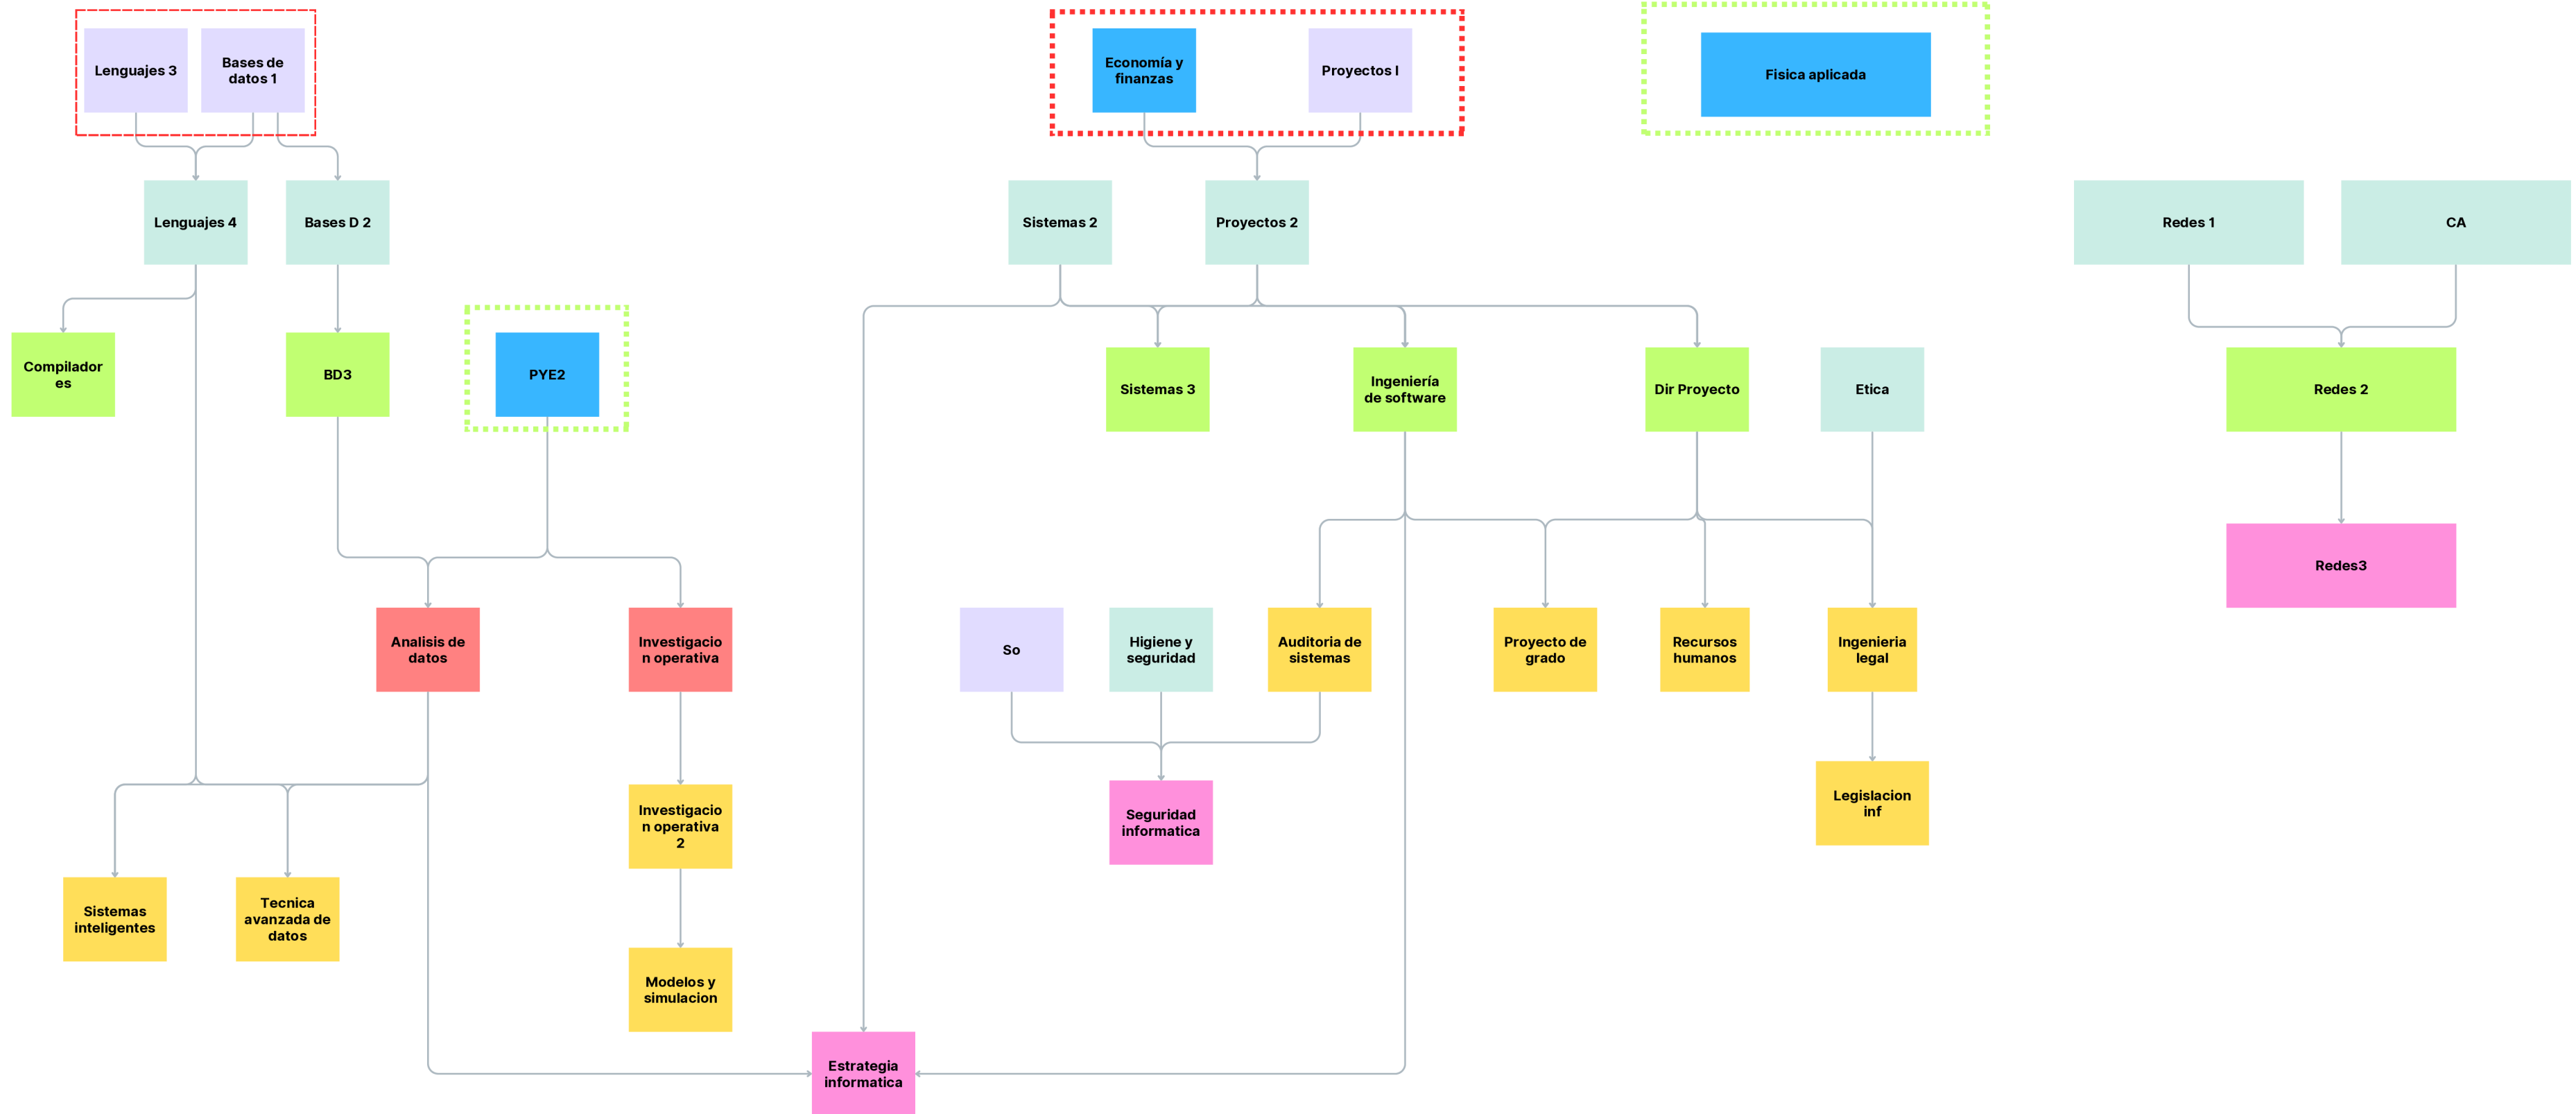 Lenguajes 3
Bases de
datos 1
Economía y
finanzas
Proyectos I
Fisica aplicada
Lenguajes 4
Bases D 2
Sistemas 2
Proyectos 2
Redes 1
CA
Compilador
es
BD3
PYE2
Sistemas 3
Ingeniería
de software
Dir Proyecto
Etica
Redes 2
Redes3
Analisis de
datos
Investigacio
n operativa
So
Higiene y
seguridad
Auditoria de
sistemas
Proyecto de
grado
Recursos
humanos
Ingenieria
legal
Investigacio
n operativa
2
Seguridad
informatica
Legislacion
inf
Sistemas
inteligentes
Tecnica
avanzada de
datos
Modelos y
simulacion
Estrategia
informatica